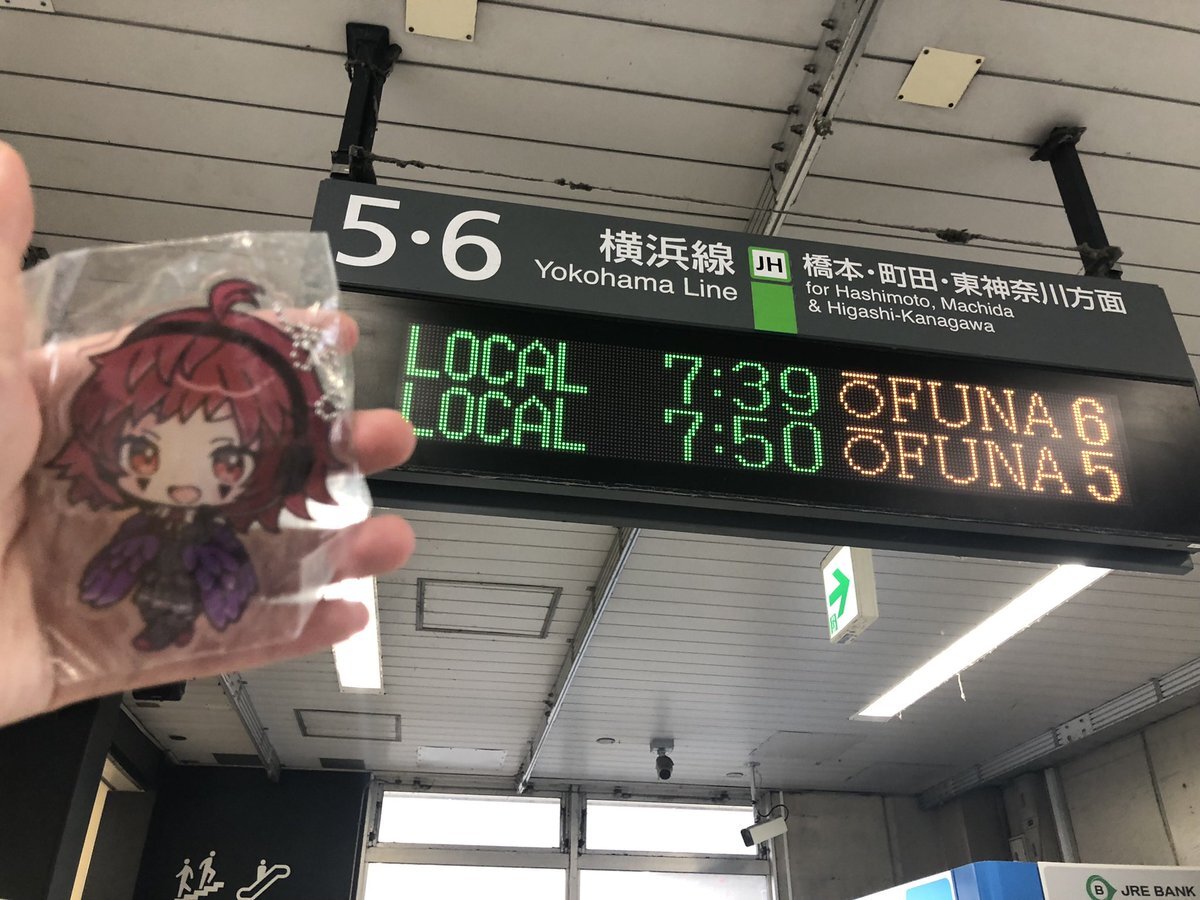 5・6
横浜線
Yokohama Line
JH
橋本・町田・東神奈川方面
for Hashimoto, Machida
& Higashi-Kanagawa
LOCAL 7:39 ŌFUNA 6
LOCAL 7:50 ŌFUNA 5
B JRE BANK